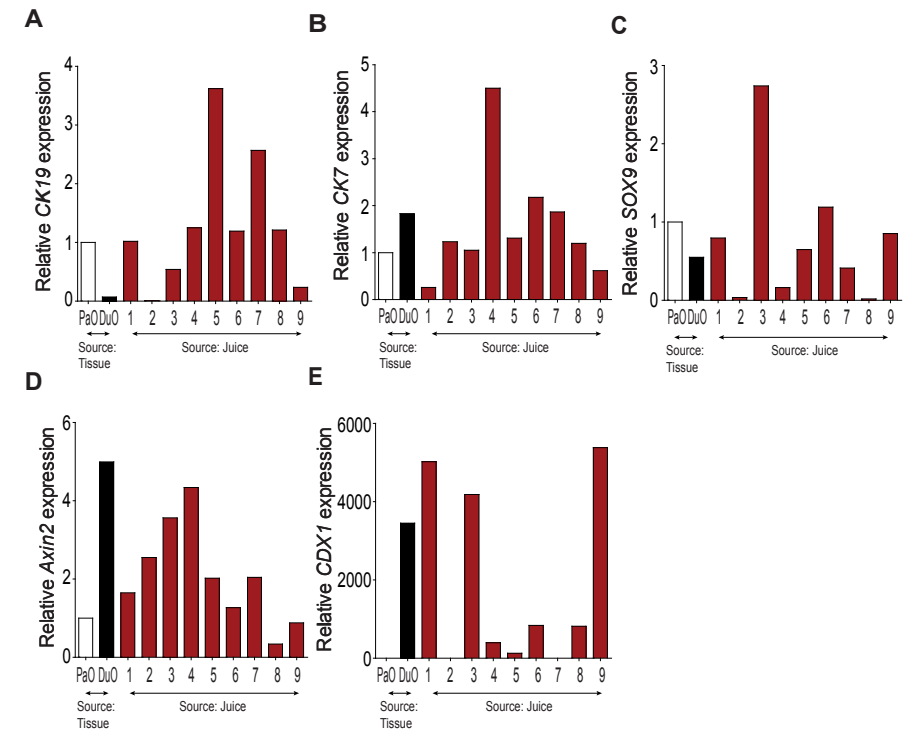 A
Relative CK19 expression
4
3
2
1
0
PaO DuO 1 2 3 4 5 6 7 8 9
Source:
Tissue
Source: Juice
B
Relative CK7 expression
5
4
3
2
1
0
PaO DuO 1 2 3 4 5 6 7 8 9
Source:
Tissue
Source: Juice
C
Relative SOX9 expression
3
2
1
0
PaO DuO 1 2 3 4 5 6 7 8 9
Source:
Tissue
Source: Juice
D
Relative Axin2 expression
6
4
2
0
PaO DuO 1 2 3 4 5 6 7 8 9
Source:
Tissue
Source: Juice
E
Relative CDX1 expression
6000
4000
2000
0
PaO DuO 1 2 3 4 5 6 7 8 9
Source:
Tissue
Source: Juice